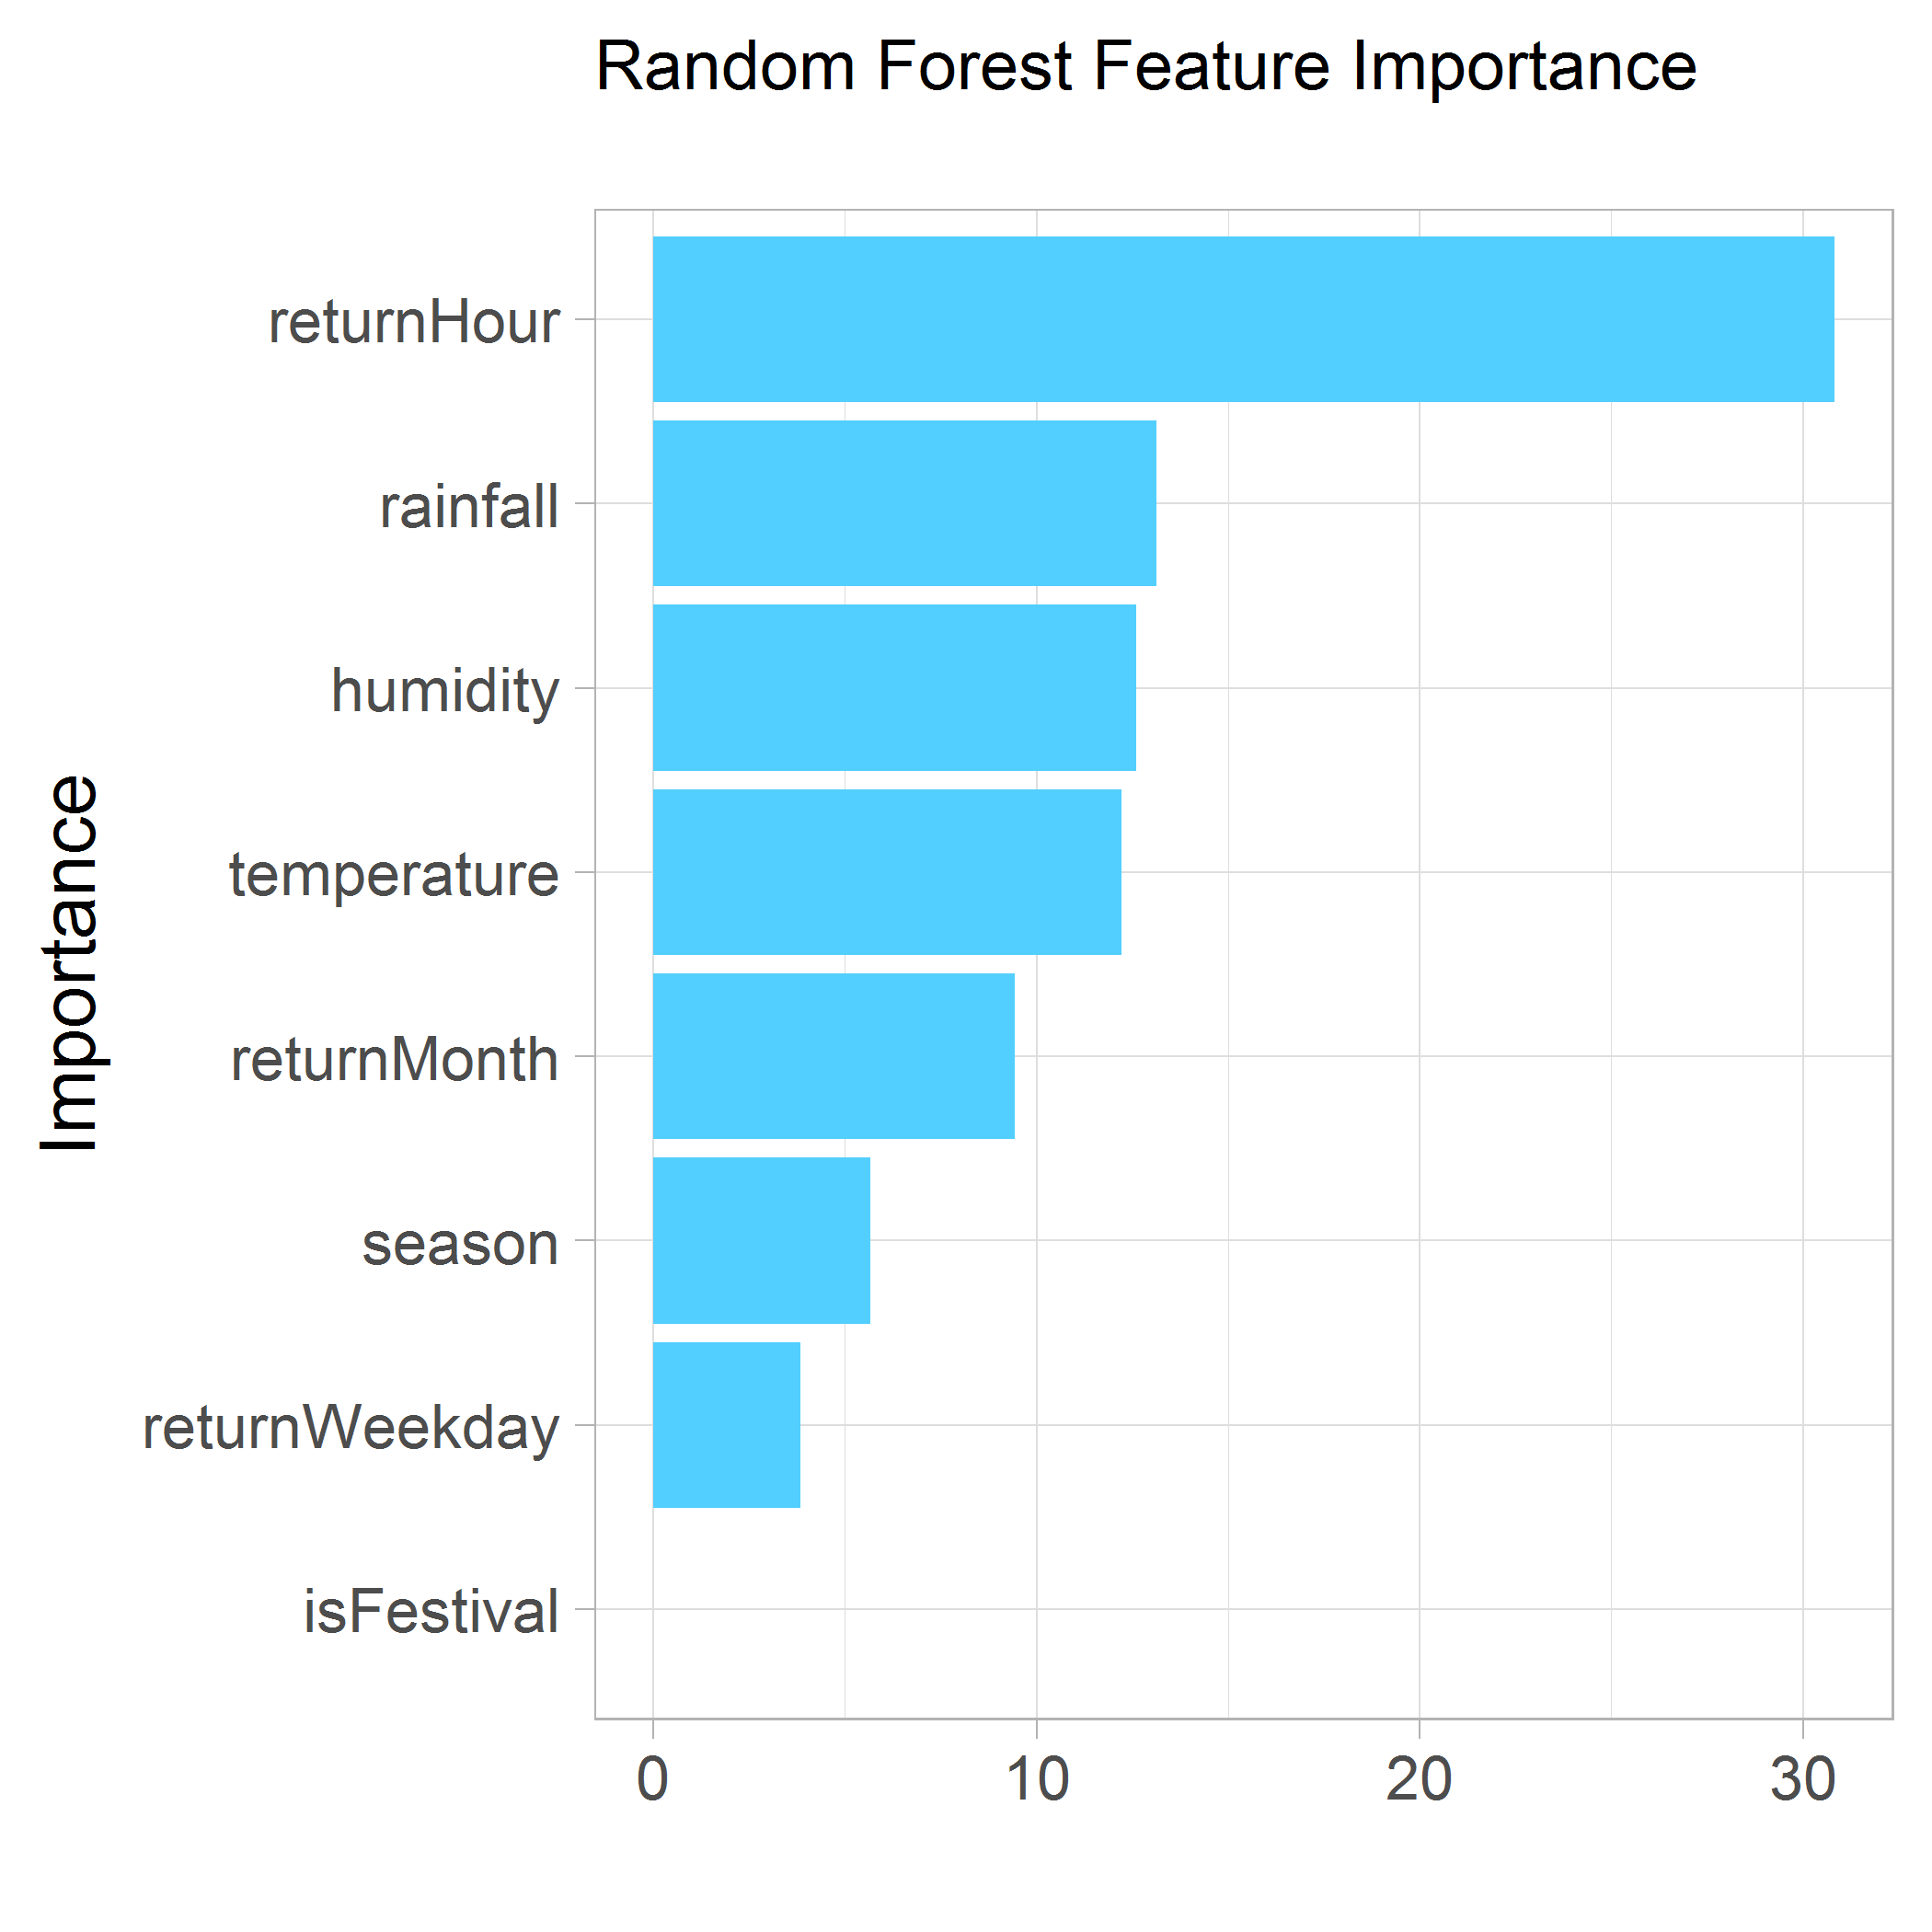 Random Forest Feature Importance
Importance
returnHour
rainfall
humidity
temperature
returnMonth
season
returnWeekday
isFestival
0 10 20 30